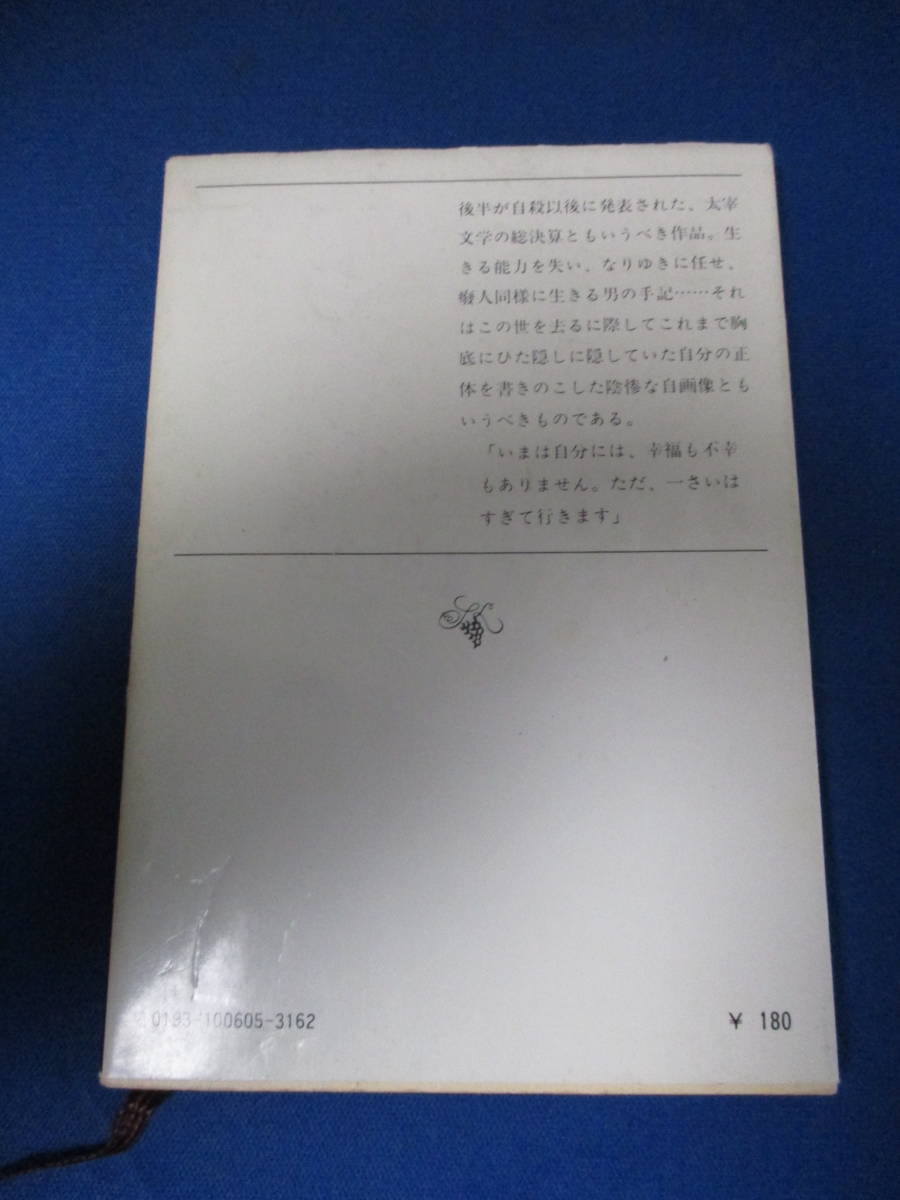 後半が自殺以後に発表された、太宰
文学の総決算ともいうべき作品。生
きる能力を失い、なりゆきに任せ、
癈人同様に生きる男の手記……それ
はこの世を去るに際してこれまで胸
底にひた隠しに隠していた自分の正
体を書きのこした陰惨な自画像とも
いうべきものである。
「いまは自分には、幸福も不幸
もありません。ただ、一さいは
すぎて行きます」
SK
0193-100605-3162
¥ 180